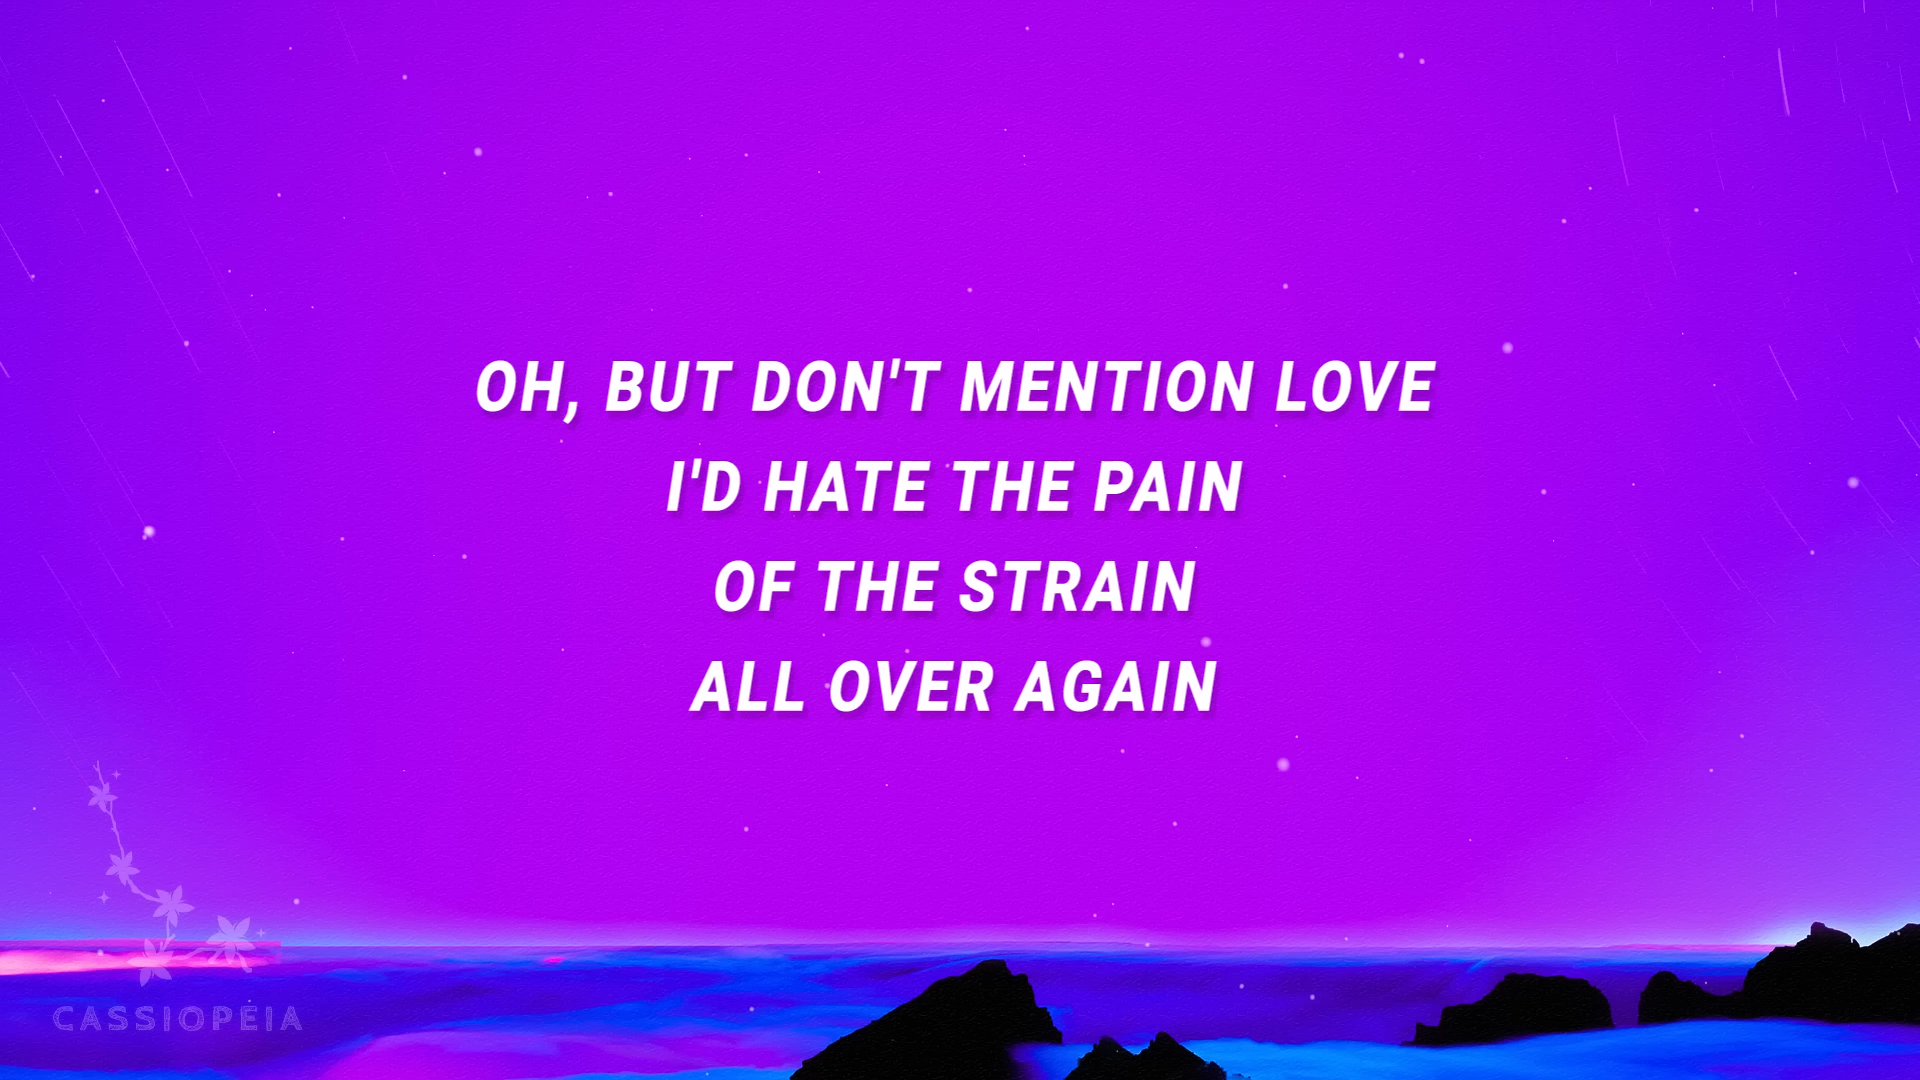 OH, BUT DON'T MENTION LOVE
I'D HATE THE PAIN
OF THE STRAIN
ALL OVER AGAIN
CASSIOPEIA